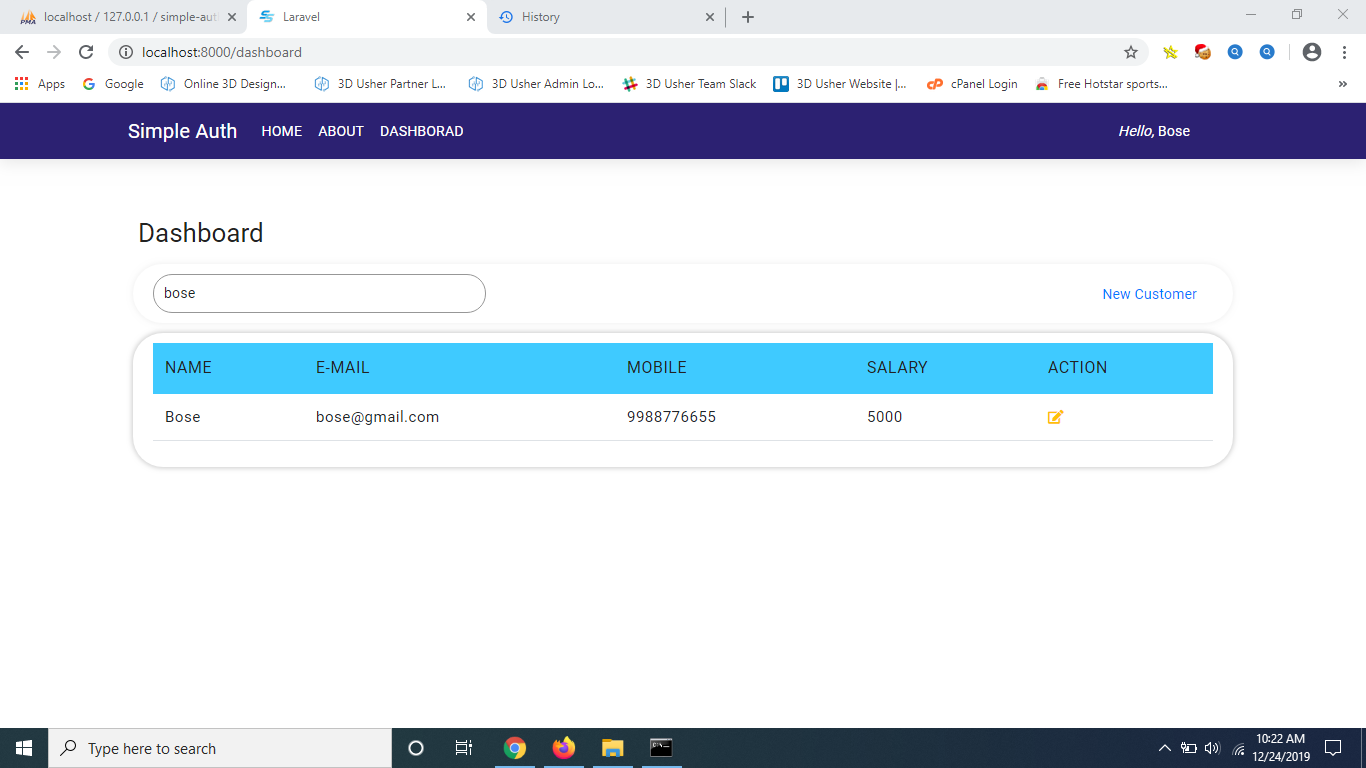 localhost / 127.0.0.1 / simple-aut
Laravel
History
localhost:8000/dashboard
Apps Google Online 3D Design... 3D Usher Partner L... 3D Usher Admin Lo... 3D Usher Team Slack 3D Usher Website |... cPanel Login Free Hotstar sports... »
Simple Auth HOME ABOUT DASHBORAD Hello, Bose
Dashboard
bose New Customer
NAME E-MAIL MOBILE SALARY ACTION
Bose bose@gmail.com 9988776655 5000
Type here to search
10:22 AM
12/24/2019